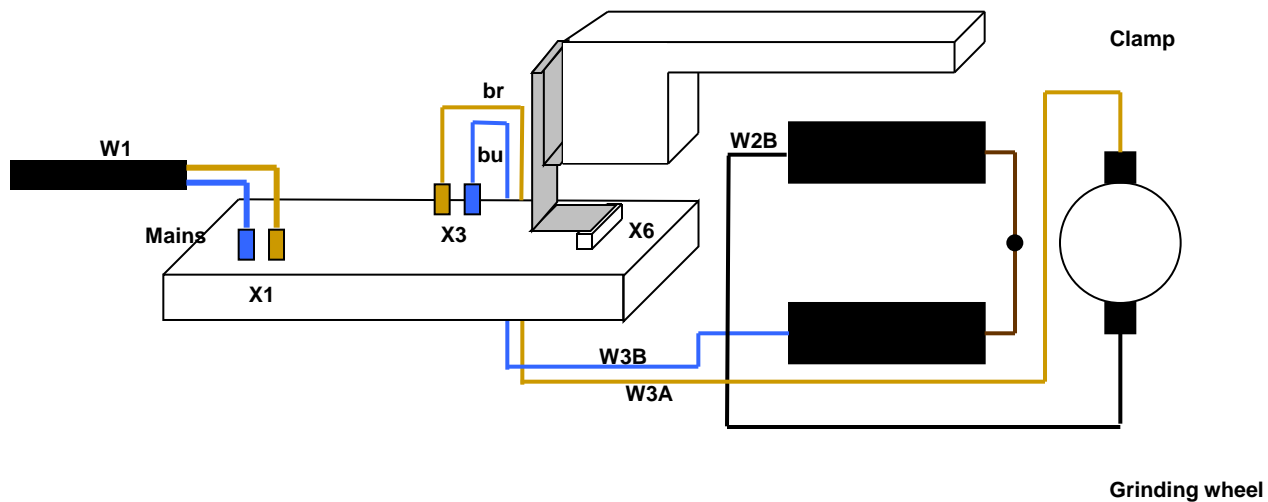 Clamp
br
W1
W2B
bu
Mains
X3
X6
X1
W3B
W3A
Grinding wheel